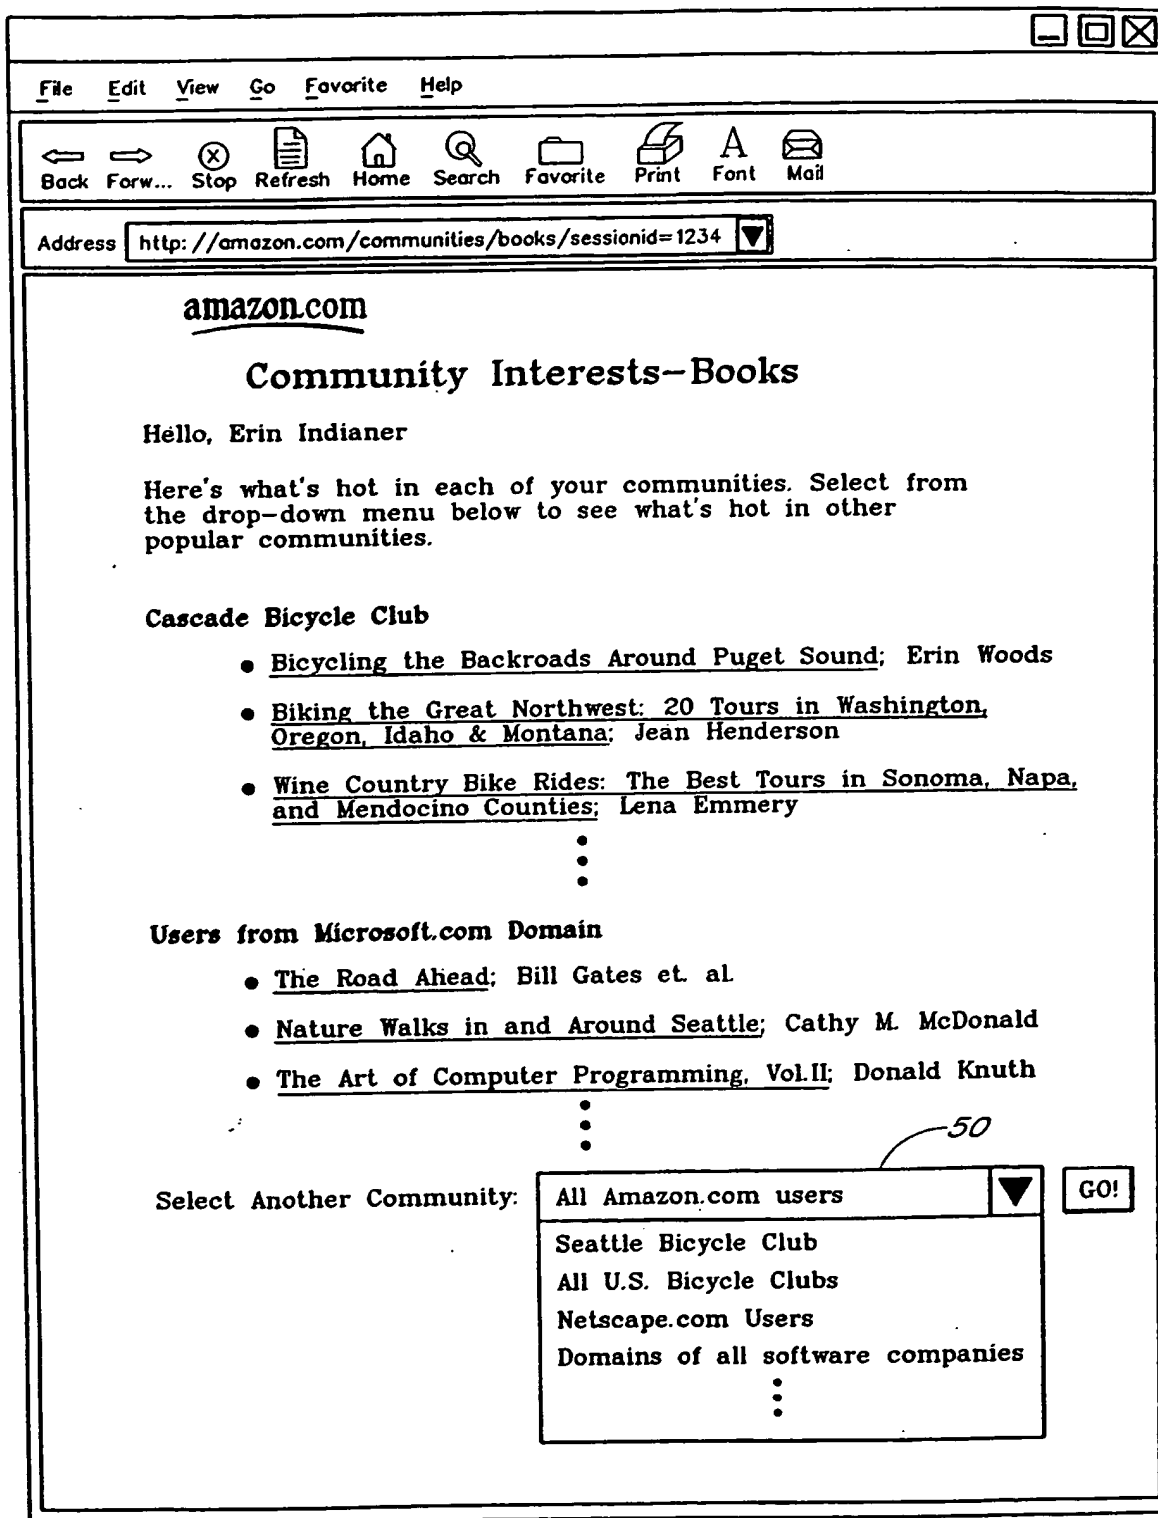 File Edit View Go Favorite Help
Back Forw... Stop Refresh Home Search Favorite Print Font Mail
Address http://amazon.com/communities/books/sessionid=1234
amazon.com
Community Interests-Books
Hello, Erin Indianer
Here's what's hot in each of your communities. Select from
the drop-down menu below to see what's hot in other
popular communities.
Cascade Bicycle Club
• Bicycling the Backroads Around Puget Sound; Erin Woods
• Biking the Great Northwest: 20 Tours in Washington,
Oregon, Idaho & Montana; Jean Henderson
• Wine Country Bike Rides: The Best Tours in Sonoma, Napa,
and Mendocino Counties; Lena Emmery
Users from Microsoft.com Domain
• The Road Ahead; Bill Gates et. al.
• Nature Walks in and Around Seattle; Cathy M. McDonald
• The Art of Computer Programming, Vol.II; Donald Knuth
50
Select Another Community: All Amazon.com users GO!
Seattle Bicycle Club
All U.S. Bicycle Clubs
Netscape.com Users
Domains of all software companies